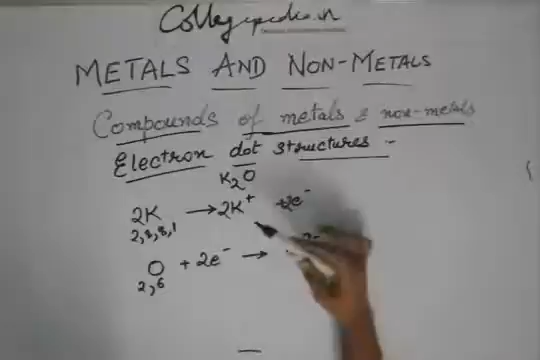 Collegepedia.in
METALS AND NON-METALS
Compounds of metals & non-metals
Electron dot structures -
K₂O
2K → 2K⁺ 2e⁻
2,8,8,1
O + 2e⁻ →
2,6